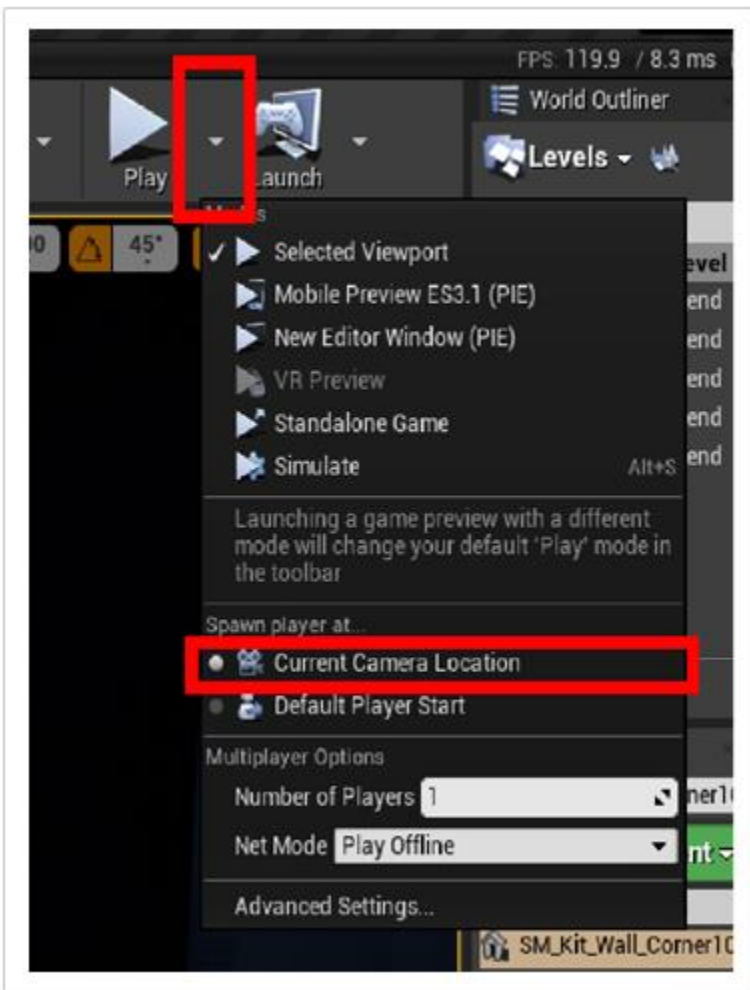 FPS: 119.9 / 8.3 ms
World Outliner
Play
Launch
Levels
45°
Selected Viewport
Mobile Preview ES3.1 (PIE)
New Editor Window (PIE)
VR Preview
Standalone Game
Simulate Alt+S
Launching a game preview with a different
mode will change your default 'Play' mode in
the toolbar
Spawn player at...
Current Camera Location
Default Player Start
Multiplayer Options
Number of Players 1
Net Mode Play Offline
Advanced Settings...
SM_Kit_Wall_Corner10